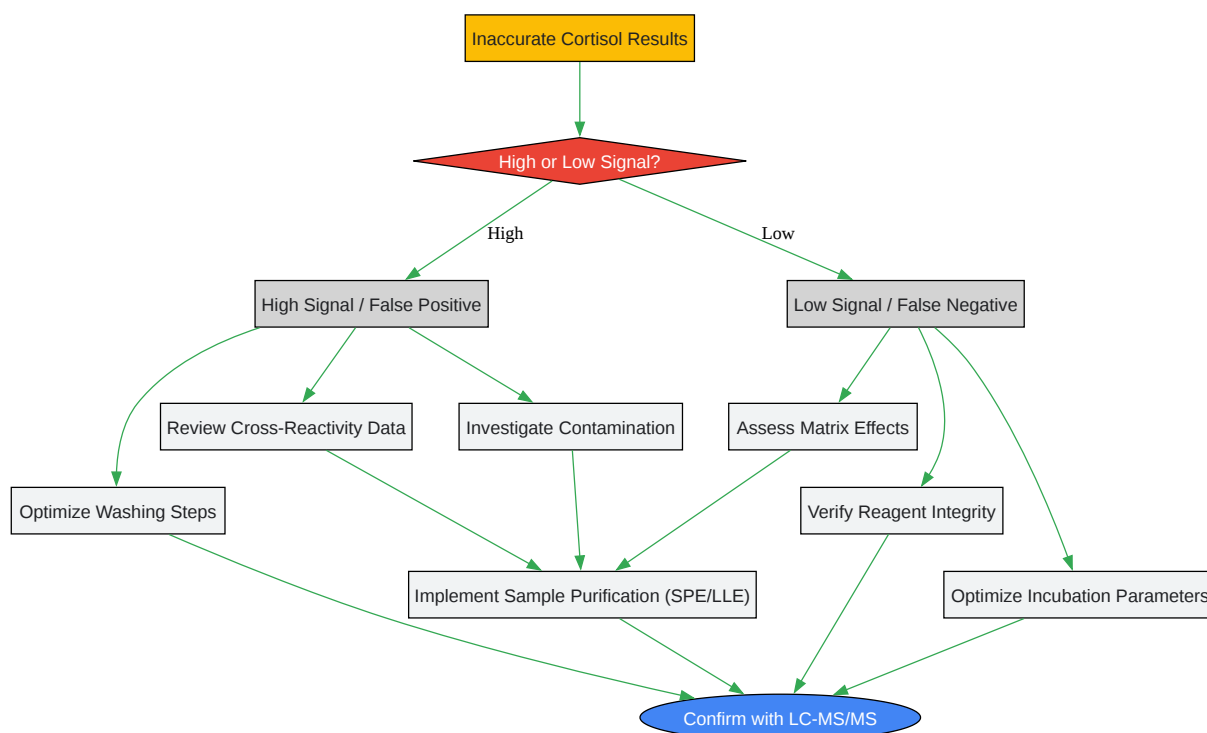 Inaccurate Cortisol Results
High or Low Signal?
High
Low
High Signal / False Positive
Low Signal / False Negative
Review Cross-Reactivity Data
Investigate Contamination
Assess Matrix Effects
Optimize Washing Steps
Verify Reagent Integrity
Implement Sample Purification (SPE/LLE)
Optimize Incubation Parameters
Confirm with LC-MS/MS